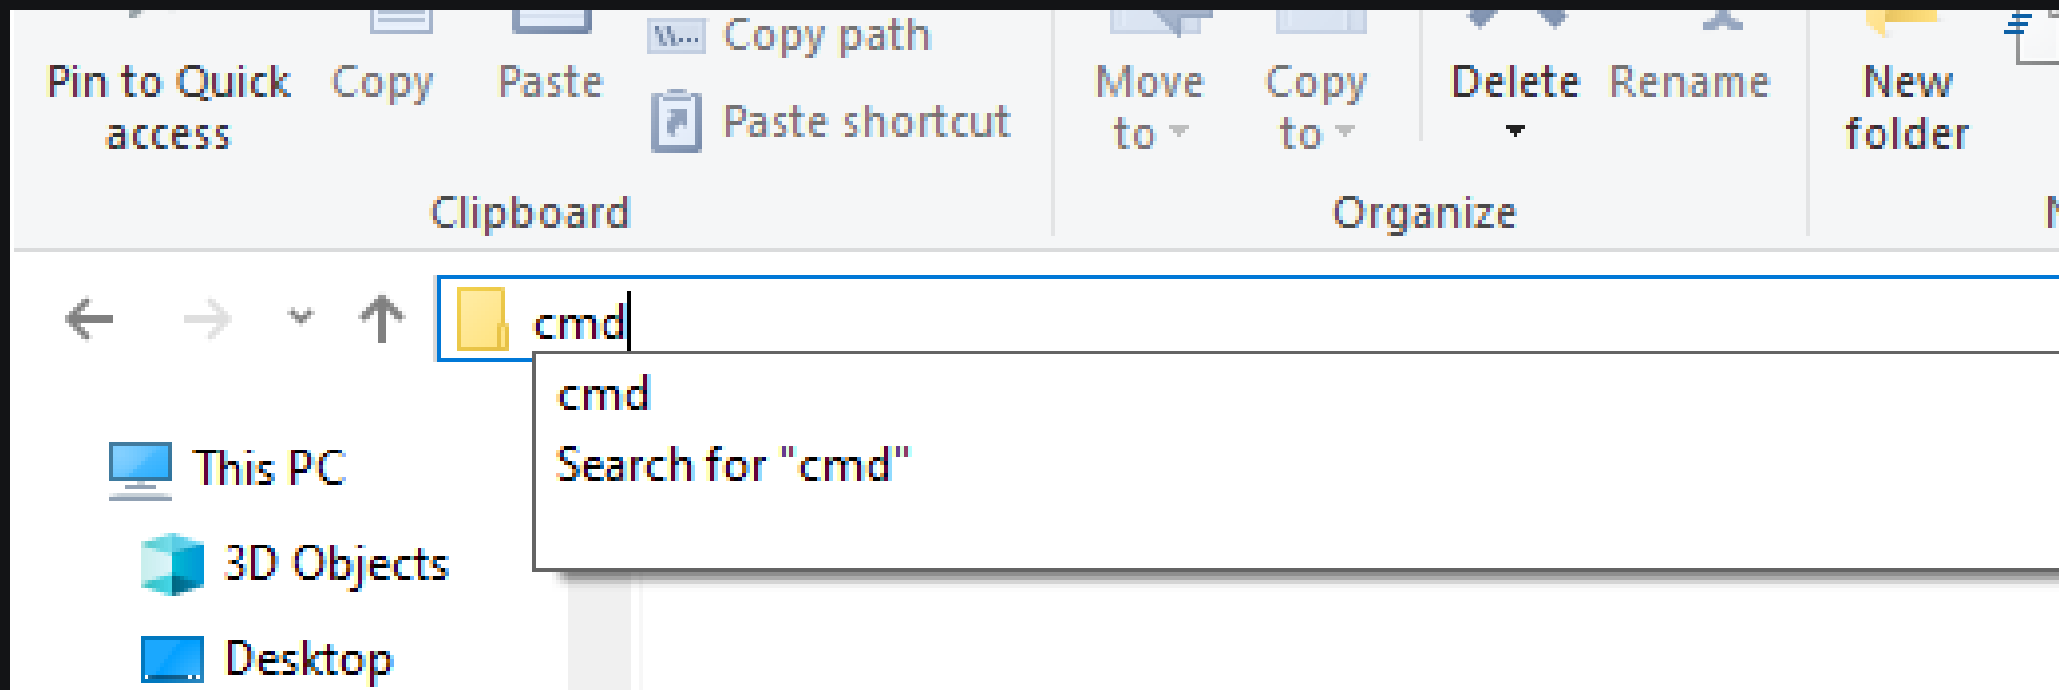 Copy path
Pin to Quick access
Copy
Paste
Paste shortcut
Move to
Copy to
Delete
Rename
New folder
Clipboard
Organize
cmd
cmd
Search for "cmd"
This PC
3D Objects
Desktop